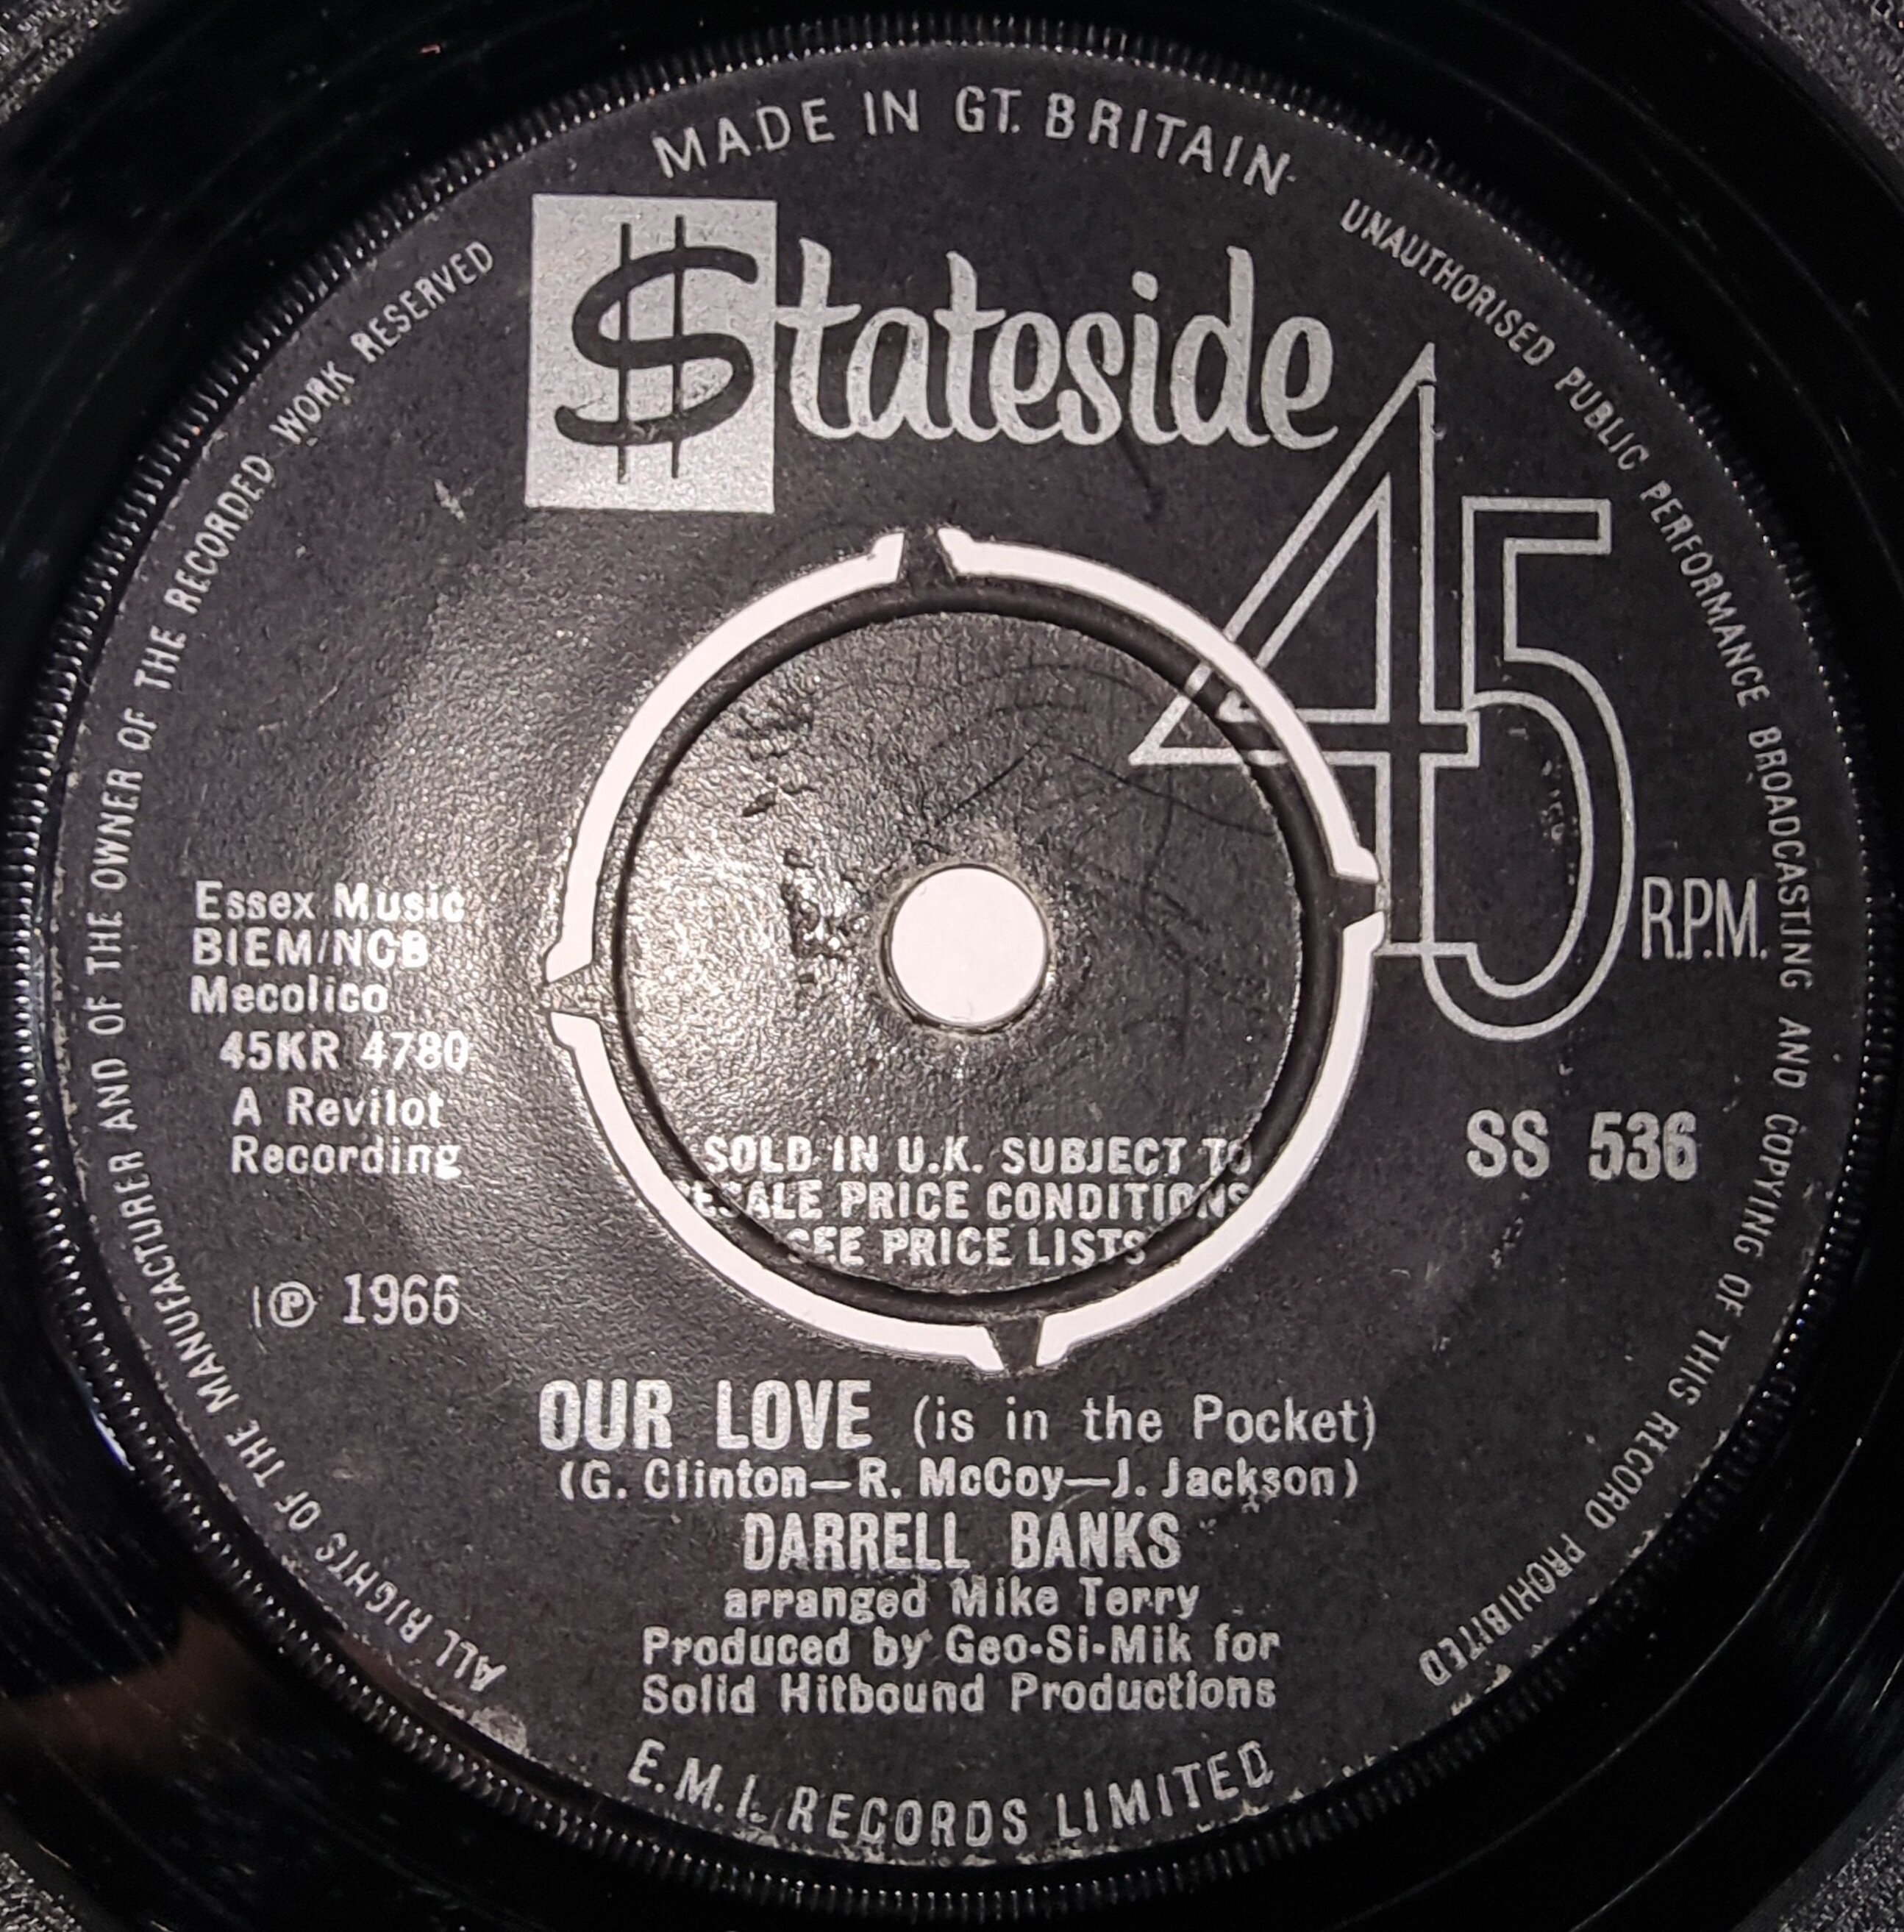 MADE IN GT. BRITAIN
UNAUTHORISED PUBLIC PERFORMANCE BROADCASTING AND COPYING OF THIS RECORD PROHIBITED
ALL RIGHTS OF THE MANUFACTURER AND OF THE OWNER OF THE RECORDED WORK RESERVED
$tateside
45 R.P.M.
Essex Music
BIEM/NCB
Mecolico
45KR 4780
A Revilot
Recording
SS 536
SOLD IN U.K. SUBJECT TO
RESALE PRICE CONDITIONS
SEE PRICE LISTS
℗ 1966
OUR LOVE (is in the Pocket)
(G. Clinton—R. McCoy—J. Jackson)
DARRELL BANKS
arranged Mike Terry
Produced by Geo-Si-Mik for
Solid Hitbound Productions
E.M.I. RECORDS LIMITED